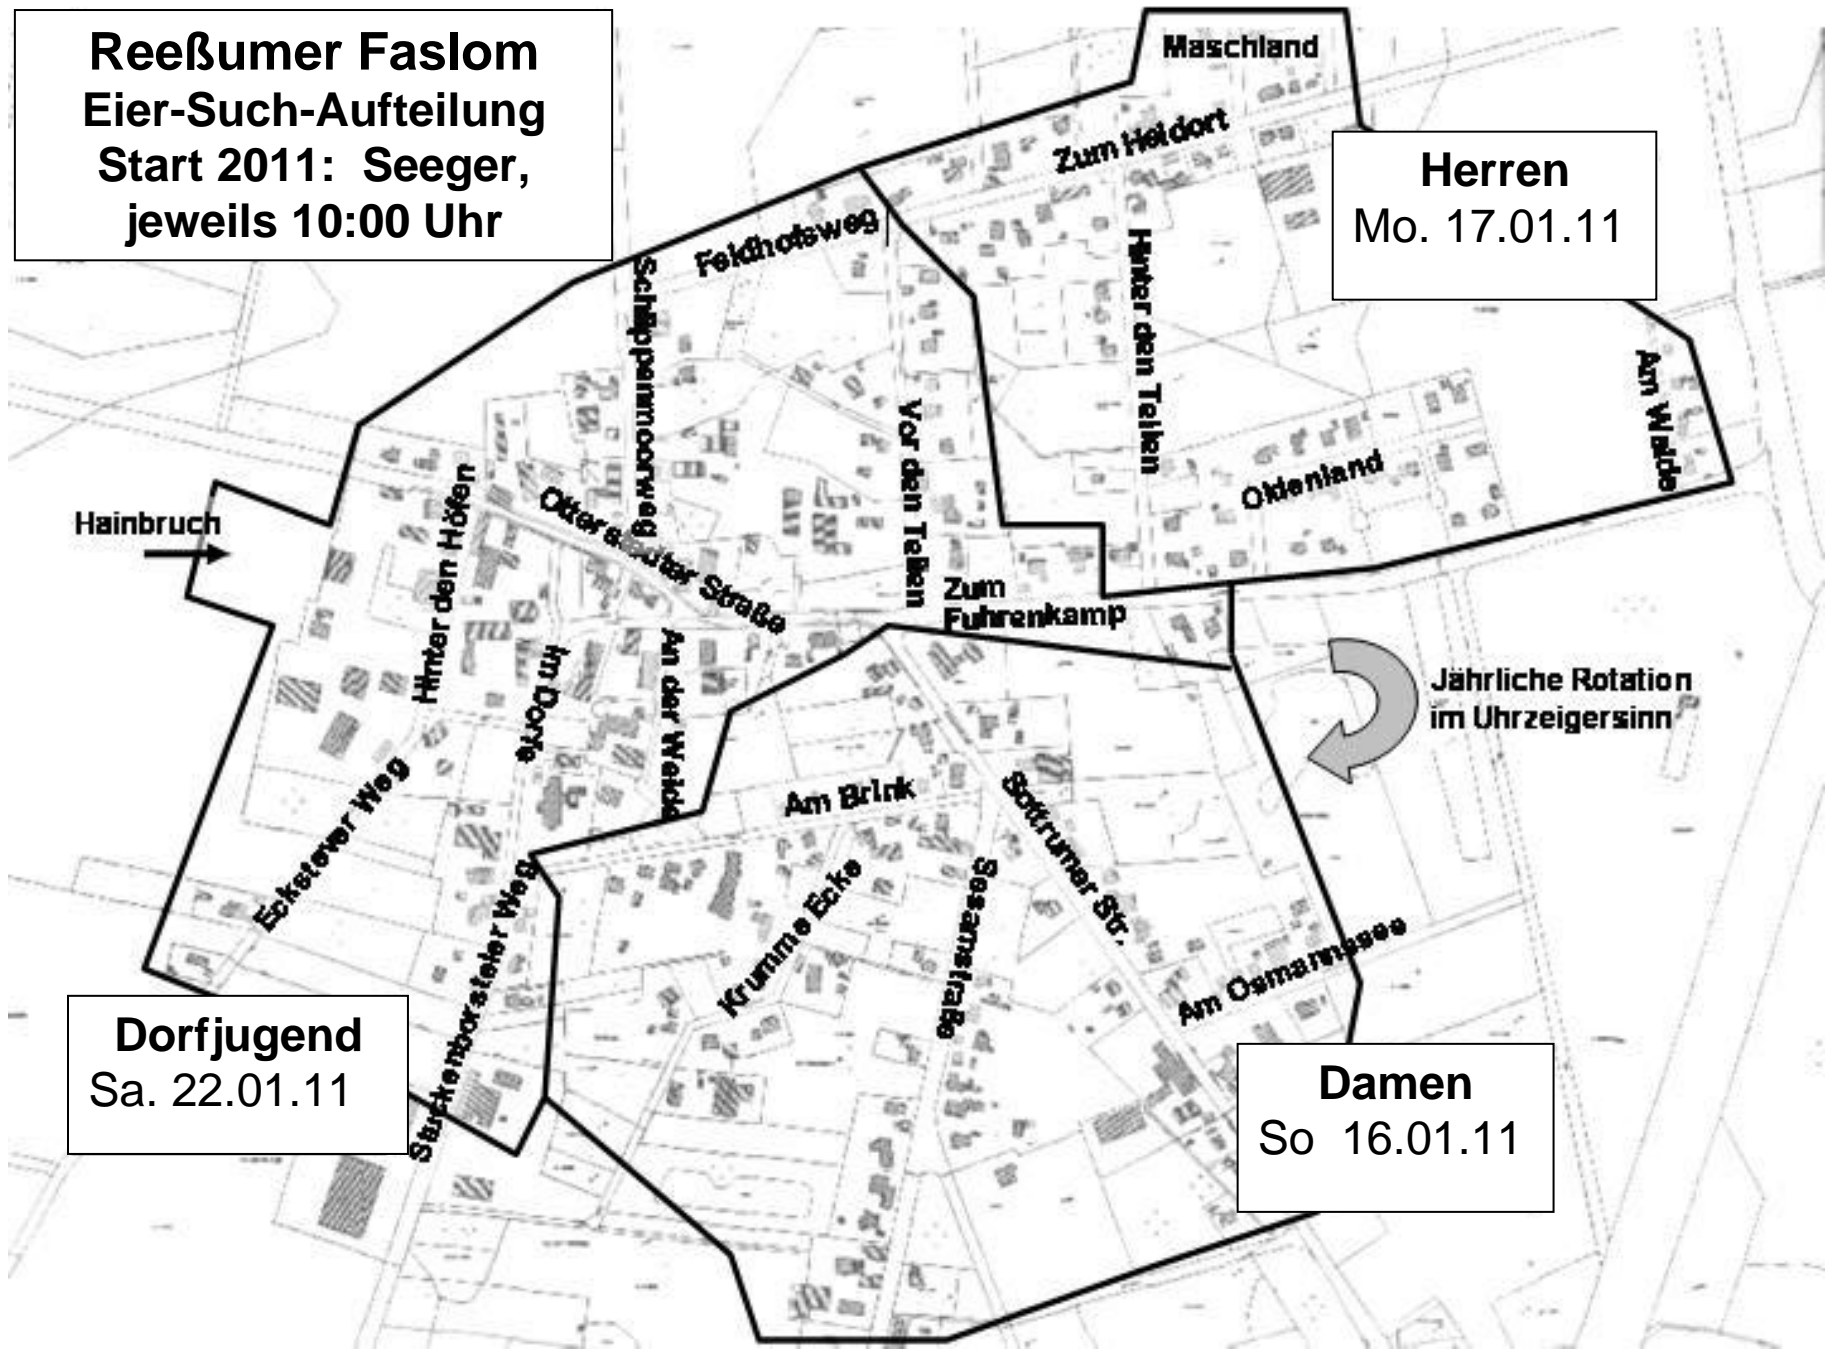 Reeßumer Faslom
Eier-Such-Aufteilung
Start 2011:  Seeger,
jeweils 10:00 Uhr
Maschland
Zum Heidort
Herren
Mo. 17.01.11
Feldhofsweg
Schlippenmoorweg
Hinter den Teilen
Am Walde
Vor den Teilen
Oldenland
Hainbruch
Hinter den Höfen
Otterstedter Straße
Zum
Fuhrenkamp
Im Dorfe
An der Weide
Jährliche Rotation
im Uhrzeigersinn
Am Brink
Sottrumer Str.
Eckstever Weg
Krumme Ecke
Sesamstraße
Am Osmannssee
Stuckenborsteler Weg
Dorfjugend
Sa. 22.01.11
Damen
So  16.01.11